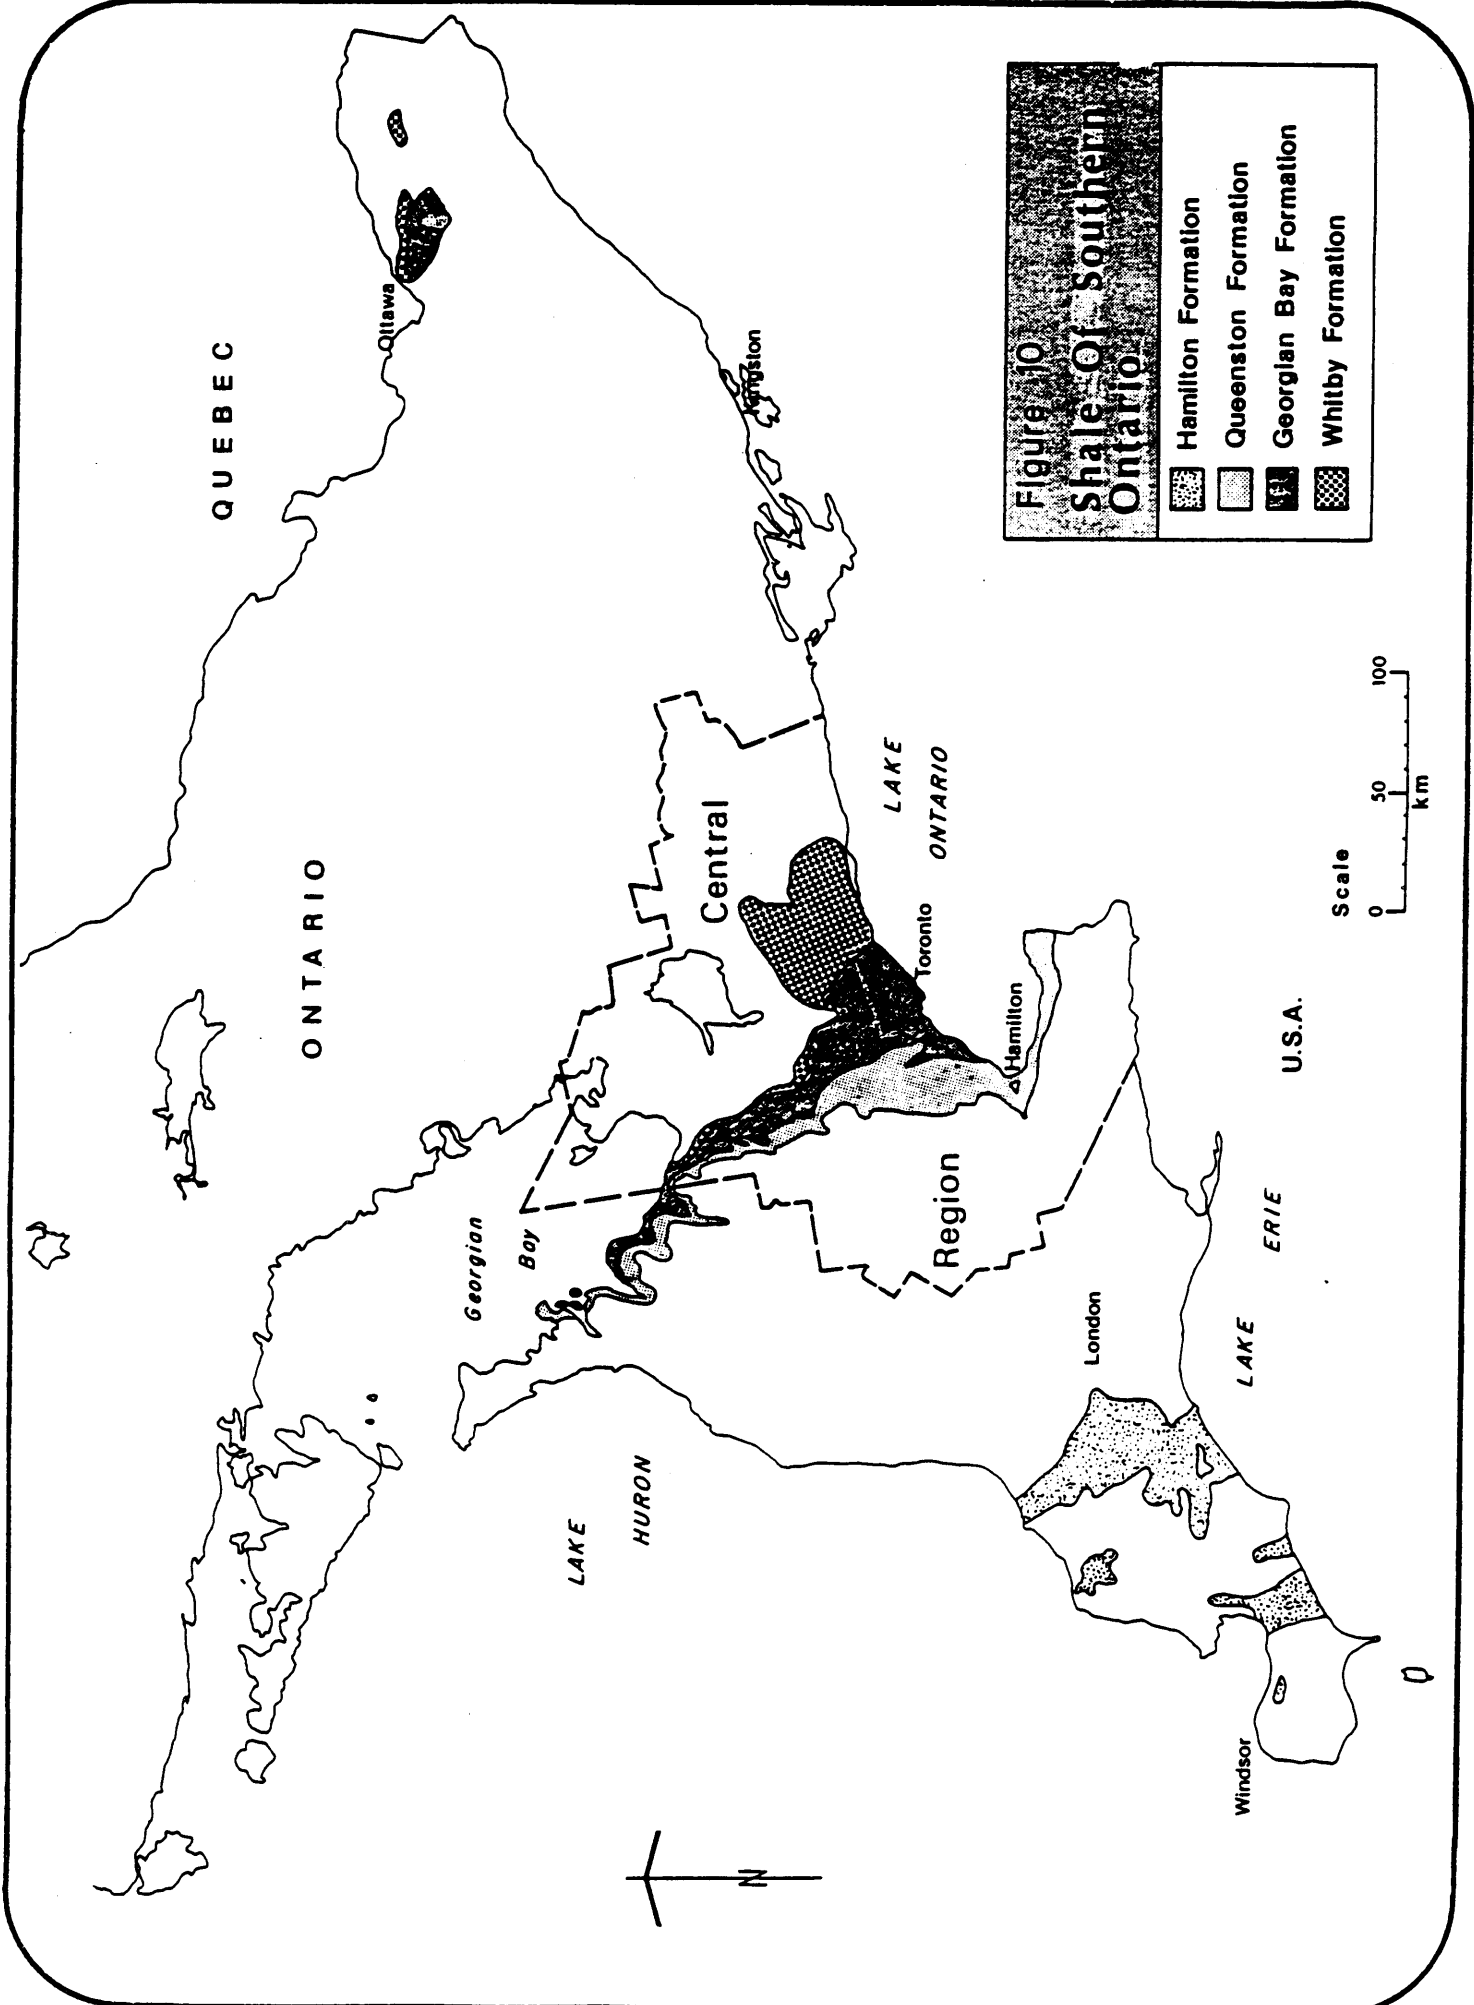 QUEBEC
ONTARIO
Ottawa
Kingston
Georgian
Bay
Central
Region
LAKE
ONTARIO
Toronto
Hamilton
LAKE
HURON
London
LAKE ERIE
Windsor
U.S.A.
N
Figure 10
Shale Of Southern
Ontario
Hamilton Formation
Queenston Formation
Georgian Bay Formation
Whitby Formation
Scale
0 50 100
km